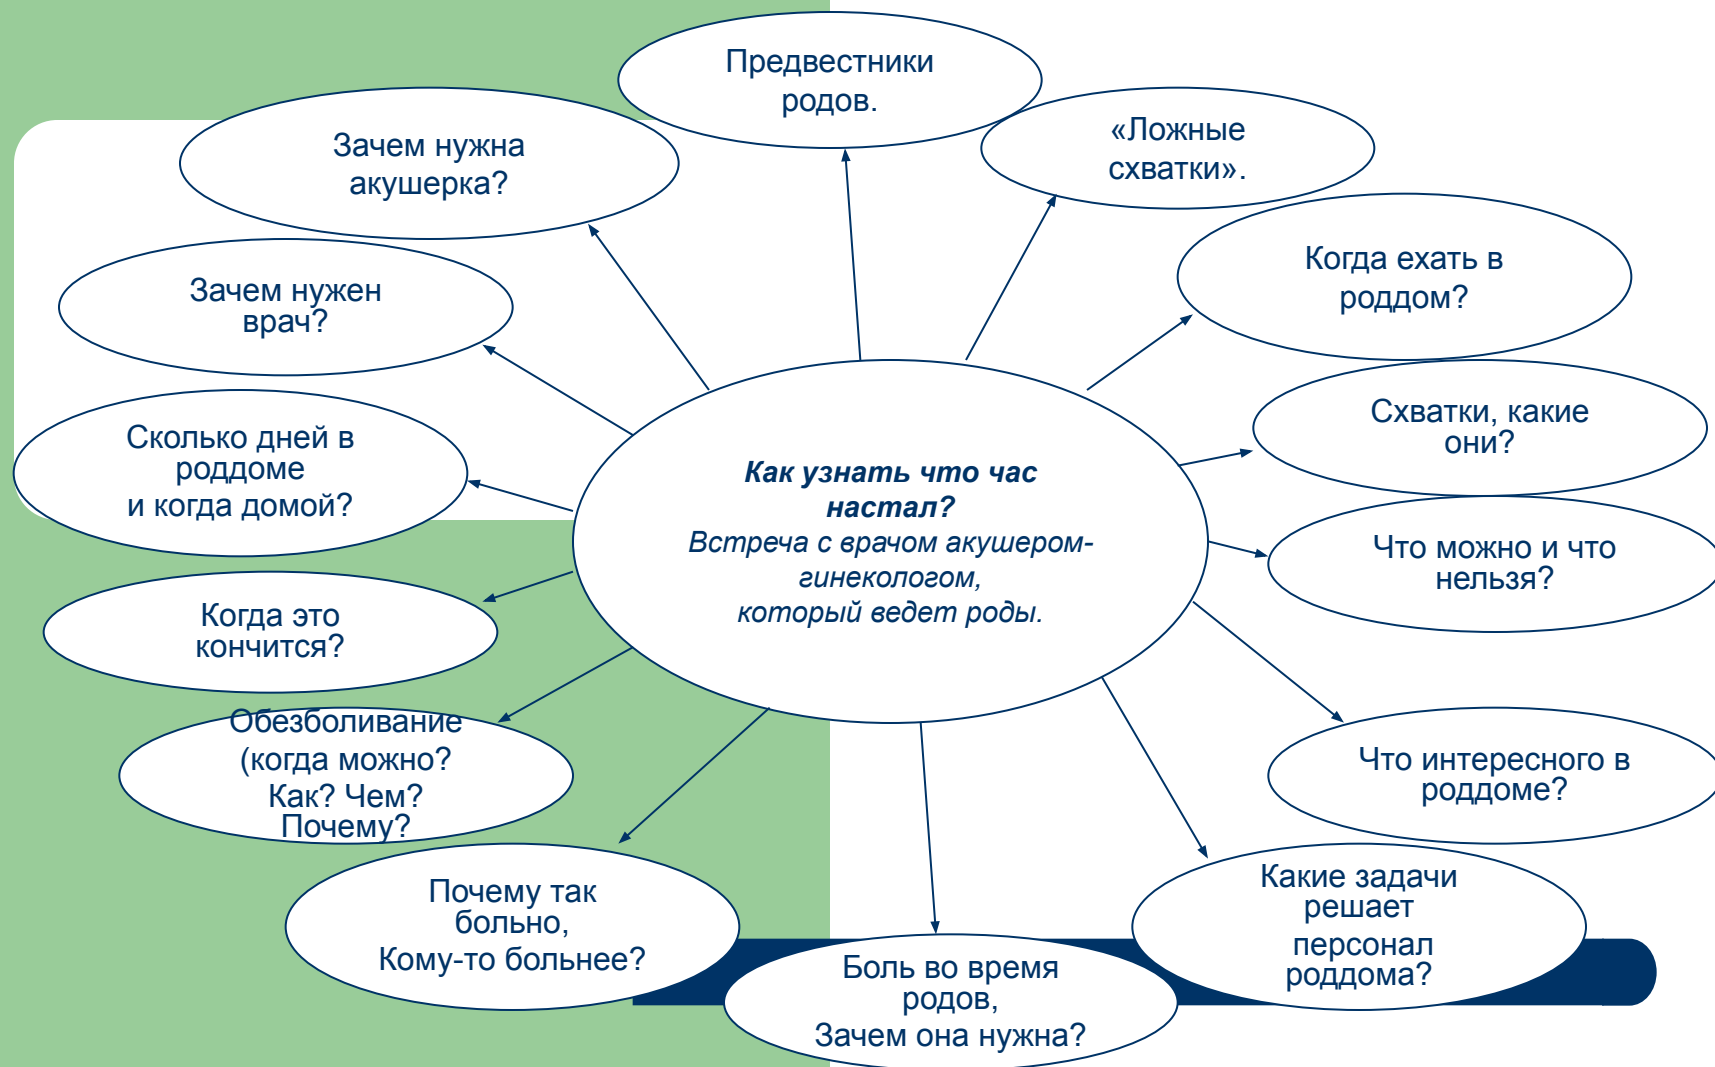 Предвестники
родов.
«Ложные
схватки».
Зачем нужна
акушерка?
Когда ехать в
роддом?
Зачем нужен
врач?
Схватки, какие
они?
Сколько дней в
роддоме
и когда домой?
Как узнать что час
настал?
Встреча с врачом акушером-
гинекологом,
который ведет роды.
Что можно и что
нельзя?
Когда это
кончится?
Обезболивание
(когда можно?
Как? Чем?
Почему?
Что интересного в
роддоме?
Почему так
больно,
Кому-то больнее?
Какие задачи
решает
персонал
роддома?
Боль во время
родов,
Зачем она нужна?